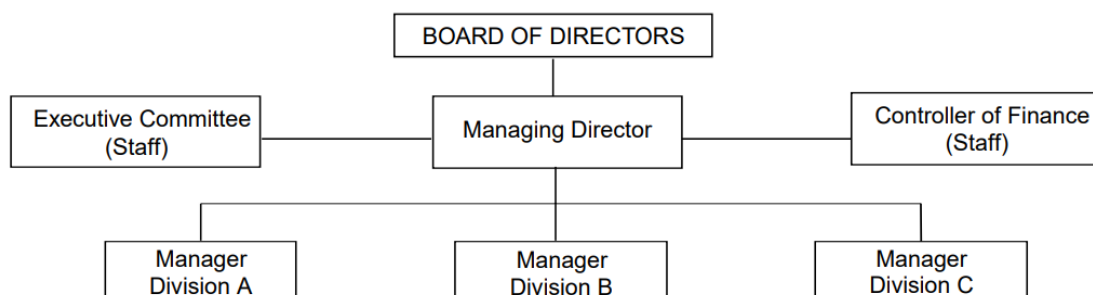 BOARD OF DIRECTORS
Executive Committee
(Staff)
Managing Director
Controller of Finance
(Staff)
Manager
Division A
Manager
Division B
Manager
Division C